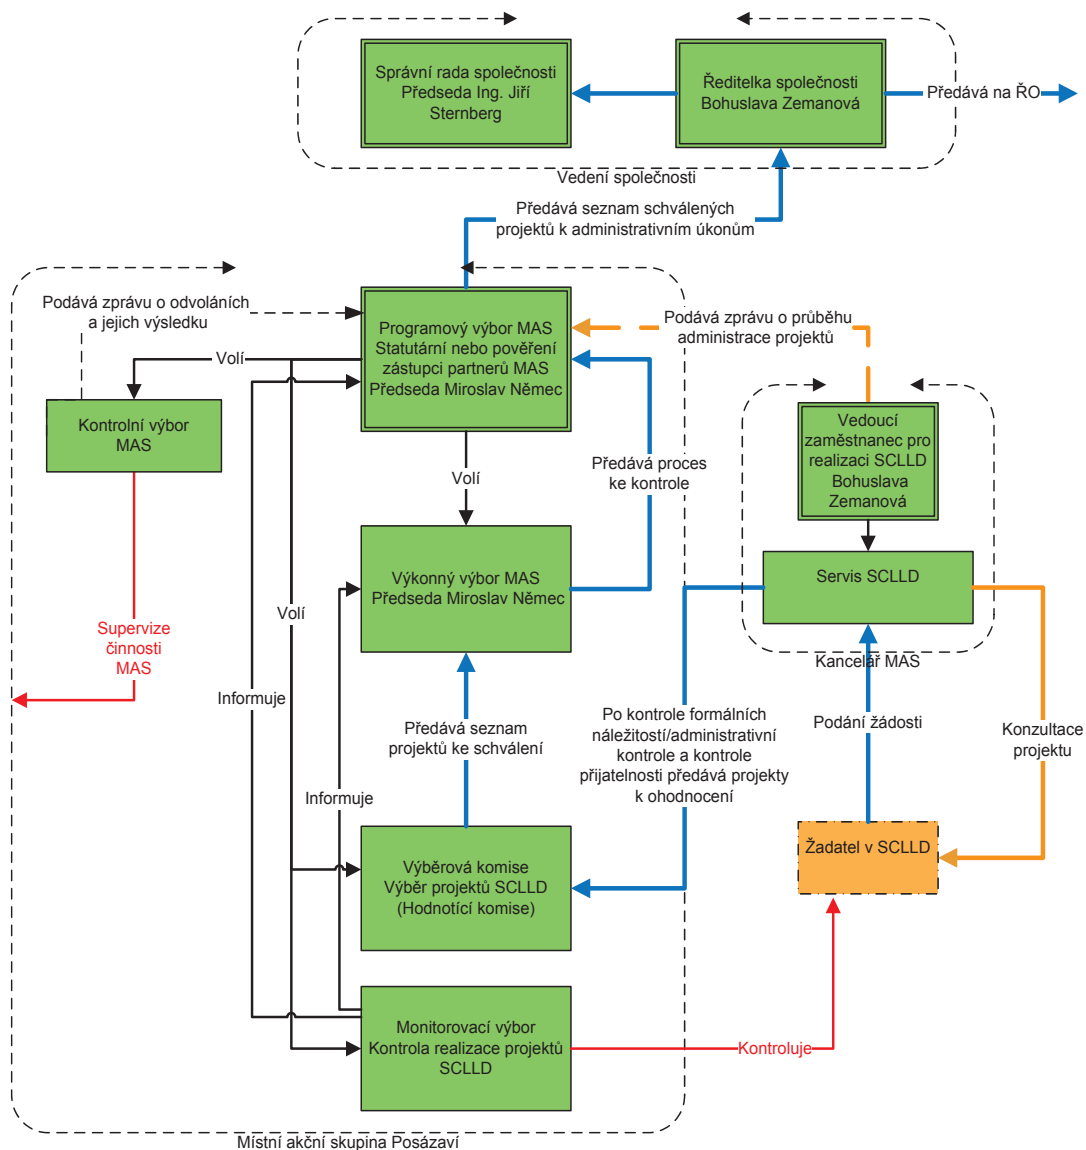 Správní rada společnosti
Předseda Ing. Jiří
Sternberg
Ředitelka společnosti
Bohuslava Zemanová
Předává na ŘO
Vedení společnosti
Předává seznam schválených
projektů k administrativním úkonům
Podává zprávu o odvoláních
a jejich výsledku
Programový výbor MAS
Statutární nebo pověření
zástupci partnerů MAS
Předseda Miroslav Němec
Podává zprávu o průběhu
administrace projektů
Volí
Kontrolní výbor
MAS
Vedoucí
zaměstnanec pro
realizaci SCLLD
Bohuslava
Zemanová
Volí
Předává proces
ke kontrole
Výkonný výbor MAS
Předseda Miroslav Němec
Servis SCLLD
Volí
Supervize
činnosti
MAS
Kancelář MAS
Informuje
Předává seznam
projektů ke schválení
Po kontrole formálních
náležitostí/administrativní
kontrole a kontrole
přijatelnosti předává projekty
k ohodnocení
Podání žádosti
Konzultace
projektu
Informuje
Výběrová komise
Výběr projektů SCLLD
(Hodnotící komise)
Žadatel v SCLLD
Monitorovací výbor
Kontrola realizace projektů
SCLLD
Kontroluje
Místní akční skupina Posázaví